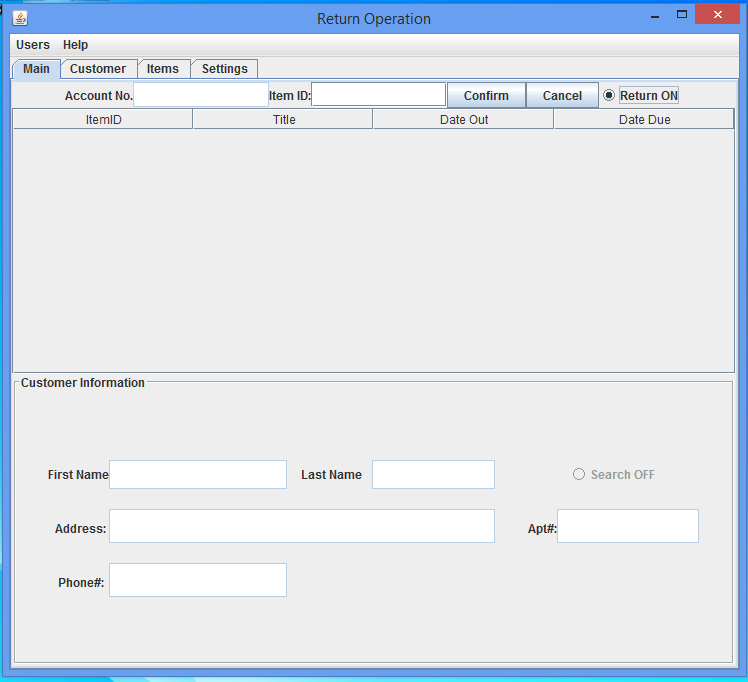 Return Operation
Users Help
Main Customer Items Settings
Account No. Item ID: Confirm Cancel Return ON
ItemID Title Date Out Date Due
Customer Information
First Name Last Name Search OFF
Address: Apt#:
Phone#: